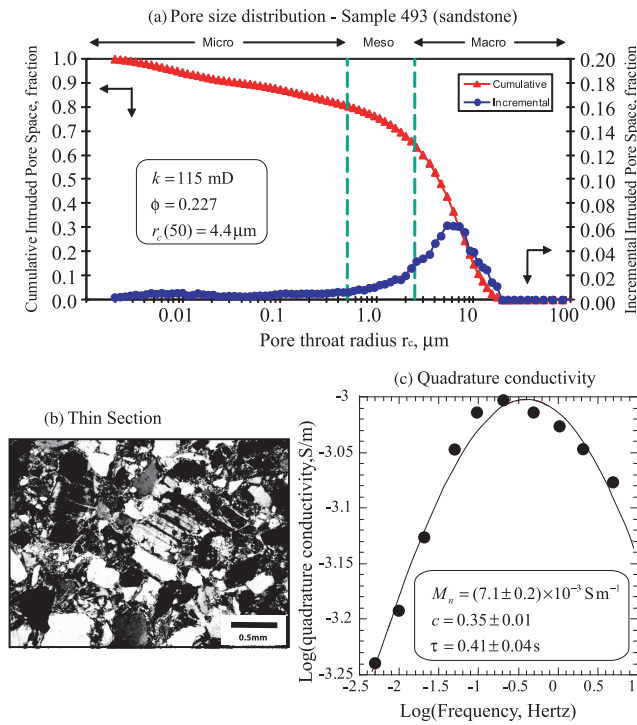 (a) Pore size distribution - Sample 493 (sandstone)
Micro Meso Macro
Cumulative Intruded Pore Space, fraction
1.0
0.9
0.8
0.7
0.6
0.5
0.4
0.3
0.2
0.1
0.0
Cumulative
Incremental
k = 115 mD
ϕ = 0.227
r_c(50) = 4.4 μm
0.20
0.18
0.16
0.14
0.12
0.10
0.08
0.06
0.04
0.02
0.00
Incremental Intruded Pore Space, fraction
0.01 0.1 1.0 10 100
Pore throat radius r_c, μm
(b) Thin Section
0.5mm
(c) Quadrature conductivity
Log(quadrature conductivity,S/m)
-3
-3.05
-3.1
-3.15
-3.2
-3.25
M_n = (7.1±0.2)×10⁻³ S m⁻¹
c = 0.35±0.01
τ = 0.41±0.04 s
-2.5 -2 -1.5 -1 -0.5 0 0.5 1
Log(Frequency, Hertz)